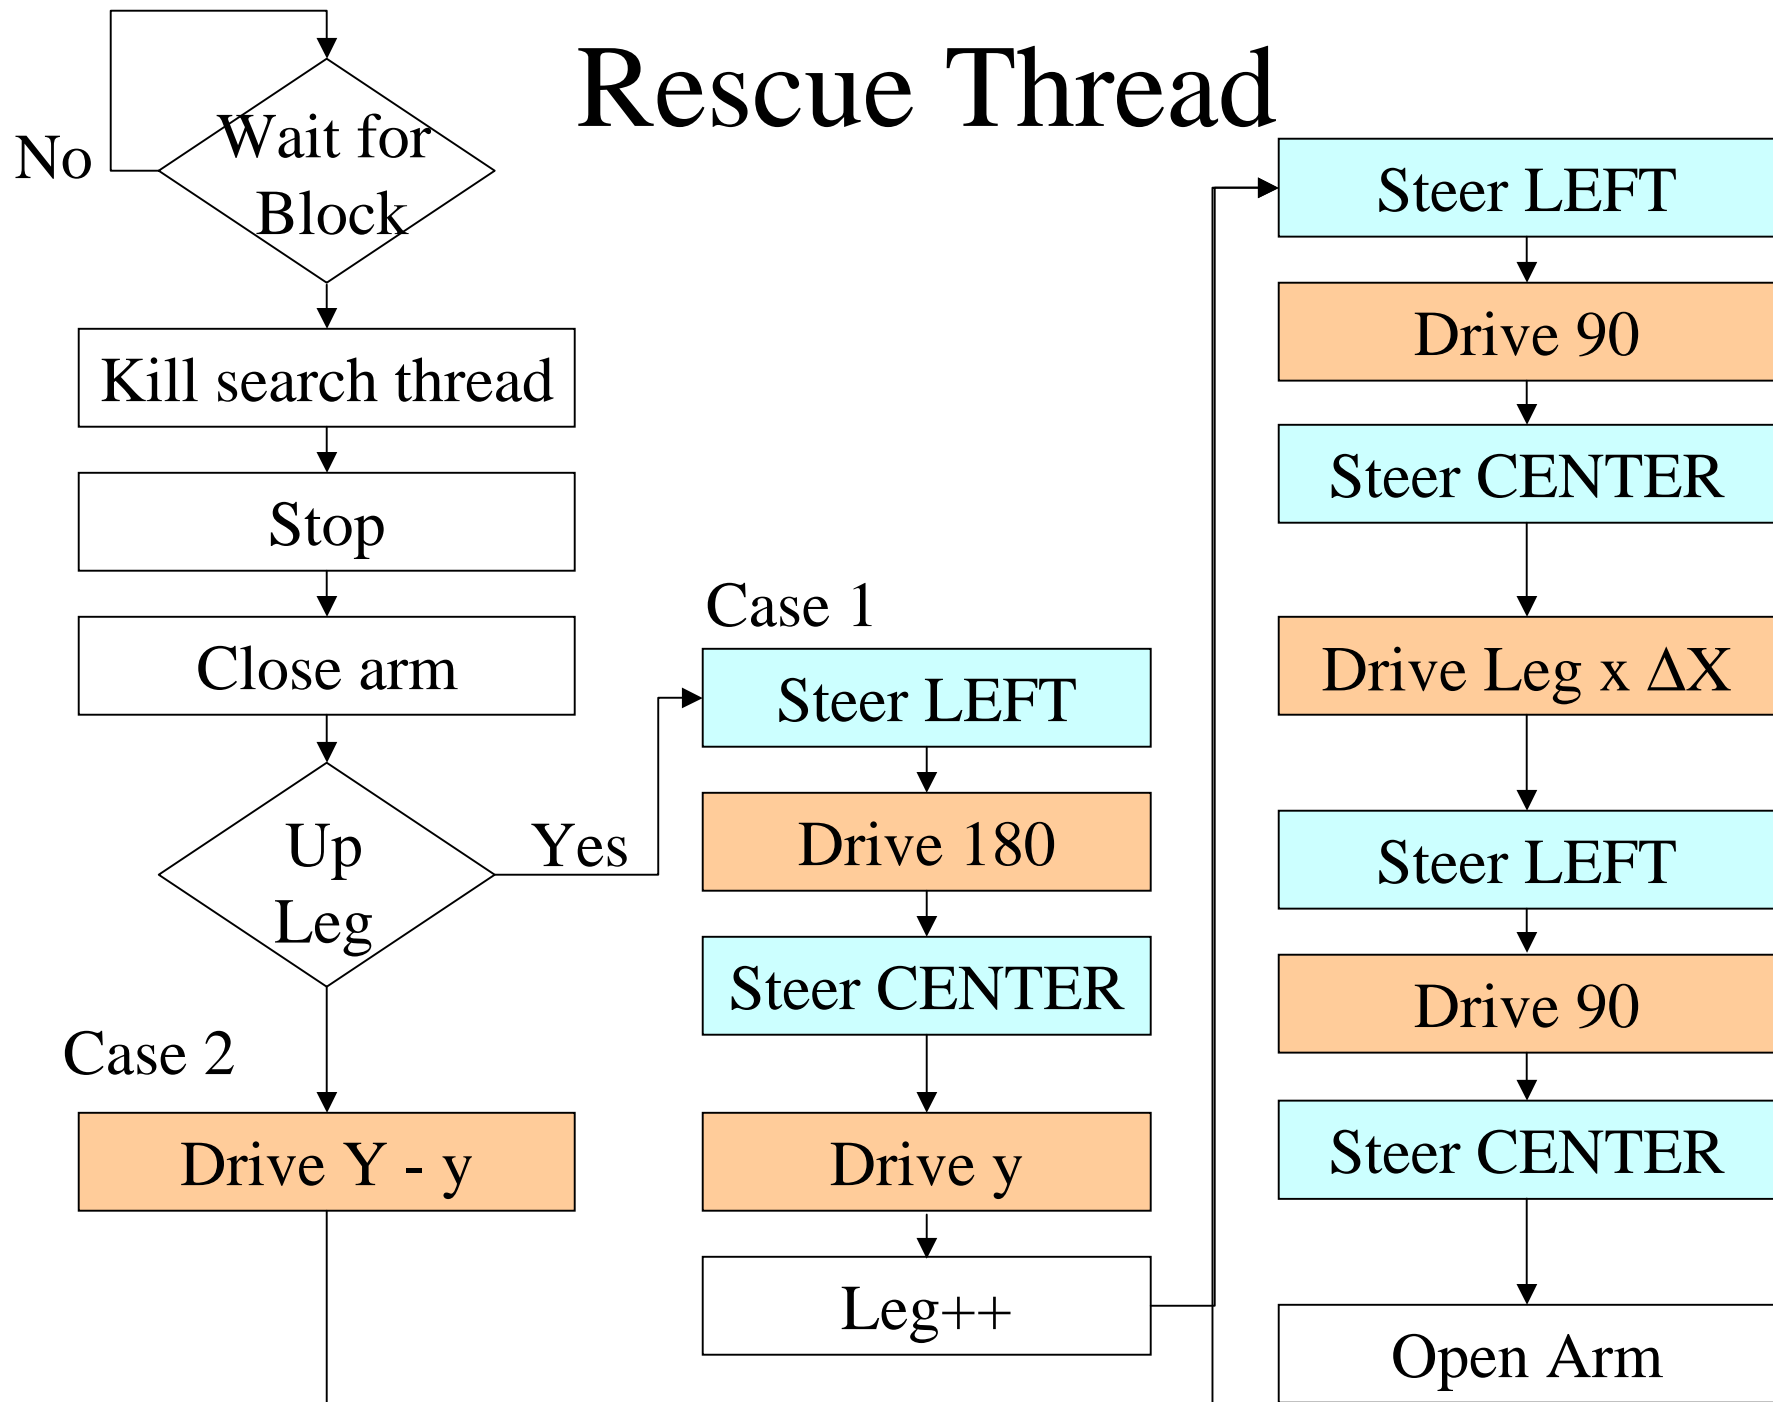 Rescue Thread
No
Wait for
Block
Kill search thread
Stop
Close arm
Up
Leg
Yes
Case 2
Drive Y - y
Case 1
Steer LEFT
Drive 180
Steer CENTER
Drive y
Leg++
Steer LEFT
Drive 90
Steer CENTER
Drive Leg x ΔX
Steer LEFT
Drive 90
Steer CENTER
Open Arm